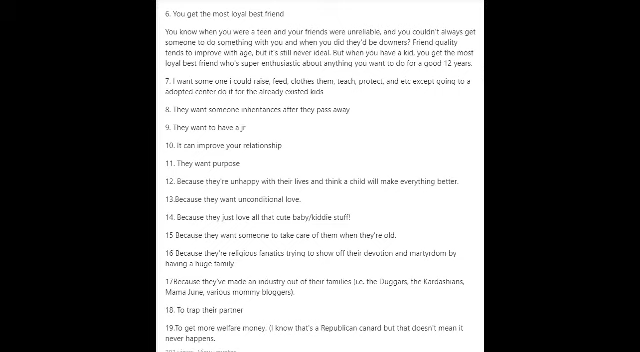 6. You get the most loyal best friend
You know when you were a teen and your friends were unreliable, and you couldn't always get
someone to do something with you and when you did they'd be downers? Friend quality
tends to improve with age, but it's still never ideal. But when you have a kid, you get the most
loyal best friend who's super enthusiastic about anything you want to do for a good 12 years.
7. I want some one i could raise, feed, clothes them, teach, protect, and etc except going to a
adopted center do it for the already existed kids
8. They want someone inheritances after they pass away
9. They want to have a jr
10. It can improve your relationship
11. They want purpose
12. Because they're unhappy with their lives and think a child will make everything better.
13.Because they want unconditional love.
14. Because they just love all that cute baby/kiddie stuff!
15 Because they want someone to take care of them when they're old.
16 Because they're religious fanatics trying to show off their devotion and martyrdom by
having a huge family
17Because they've made an industry out of their families (i.e. the Duggars, the Kardashians,
Mama June, various mommy bloggers).
18. To trap their partner
19.To get more welfare money. (I know that's a Republican canard but that doesn't mean it
never happens.